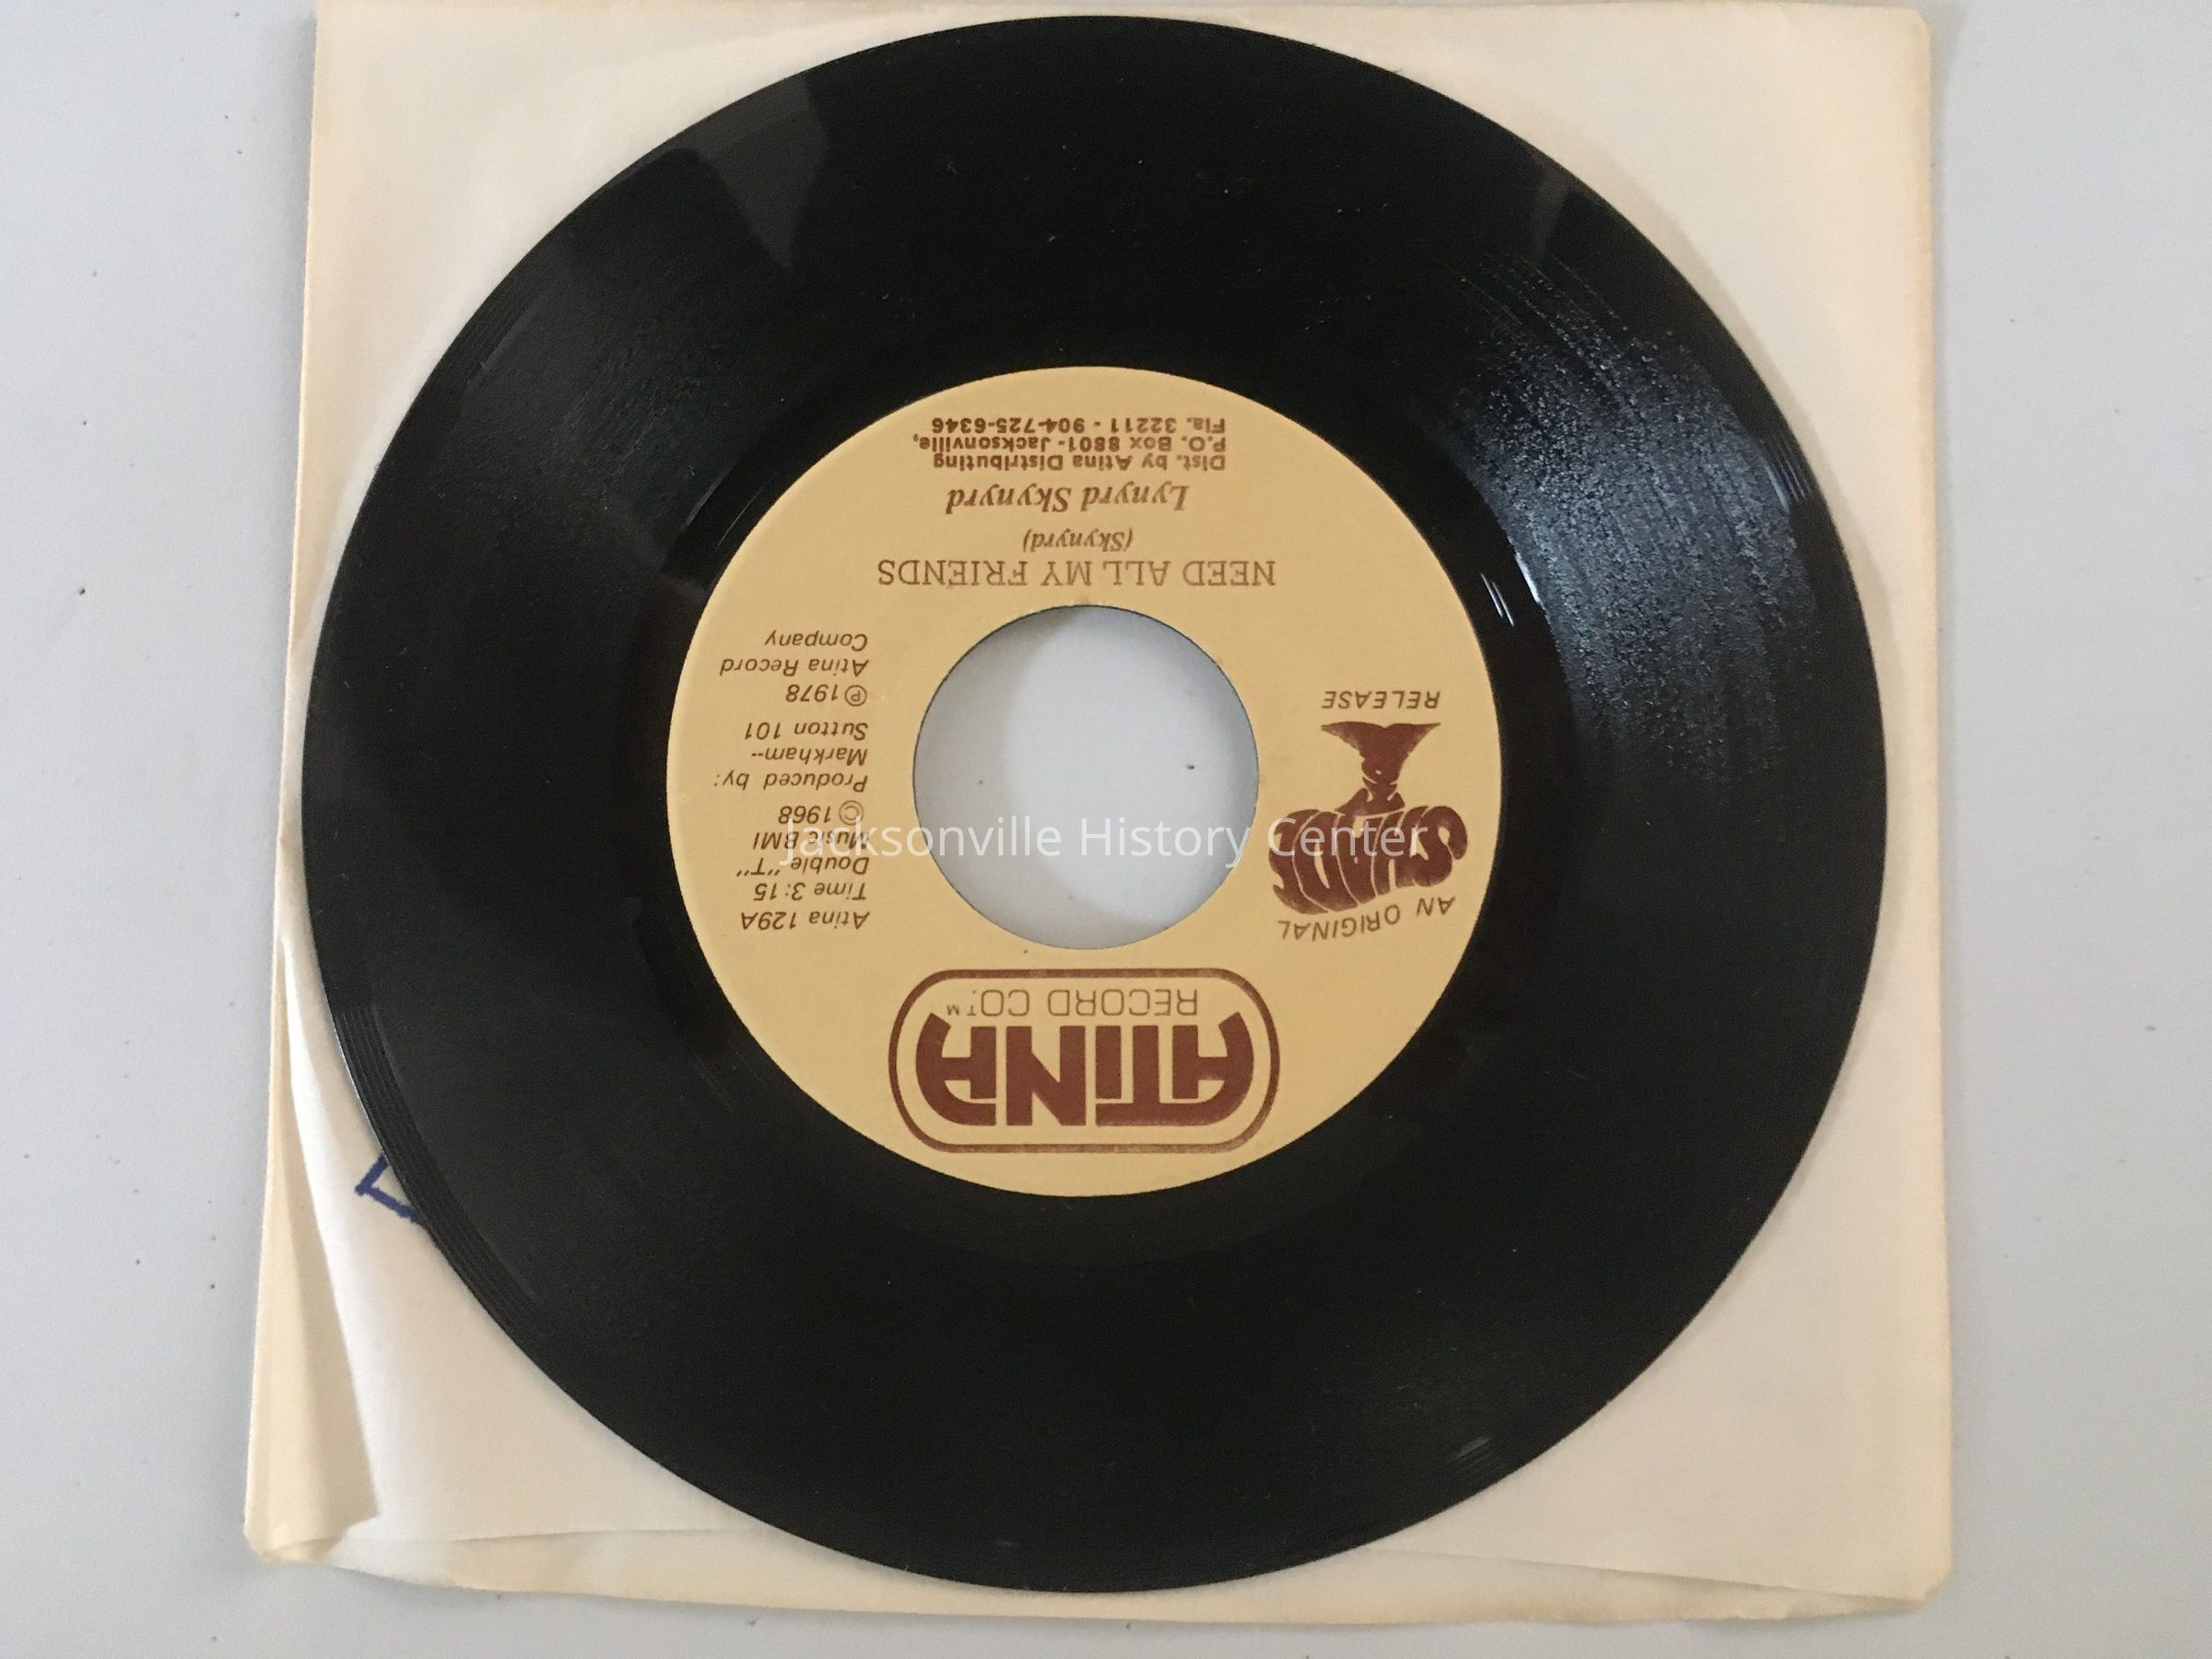 ATINA
RECORD CO.™
AN ORIGINAL
SHADE TREE
RELEASE
Atina 129A
Time 3:15
Double "T"
Music BMI
©1968
Produced by:
Markham--
Sutton 101
℗1978
Atina Record
Company
NEED ALL MY FRIENDS
(Skynyrd)
Lynyrd Skynyrd
Dist. by Atina Distributing
P.O. Box 8801 - Jacksonville,
Fla. 32211 - 904-725-6346
Jacksonville History Center